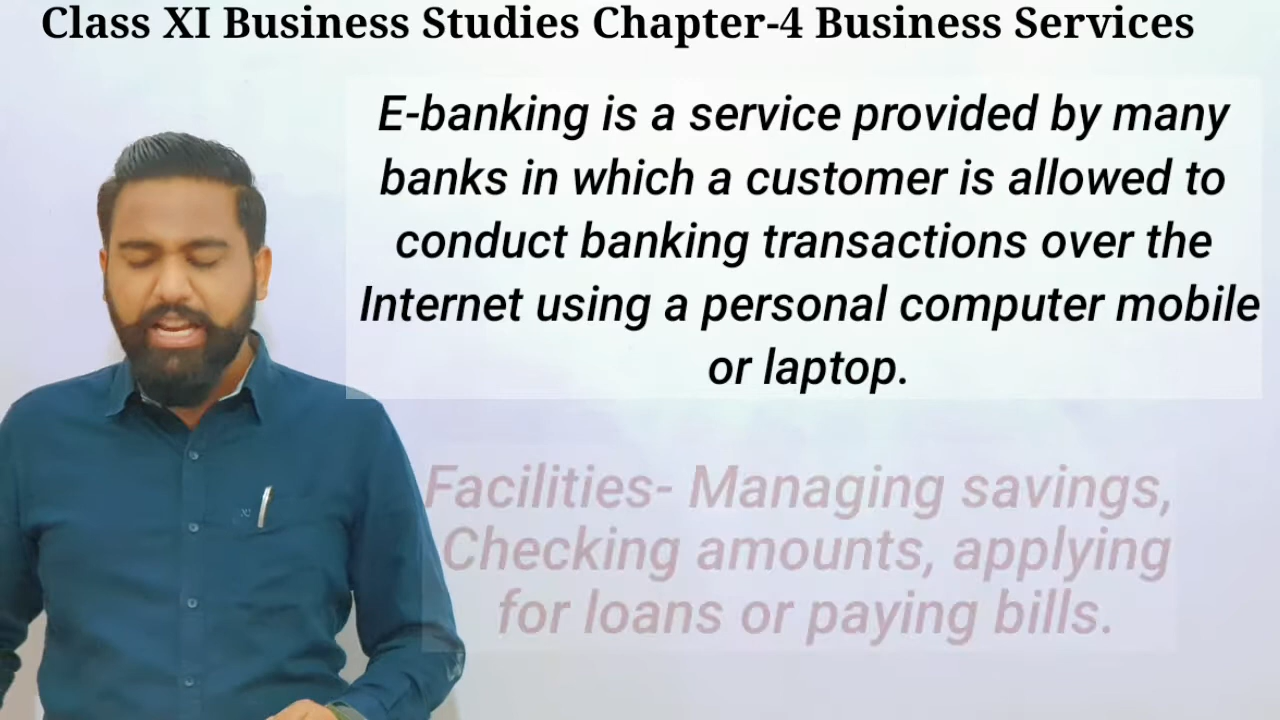 Class XI Business Studies Chapter-4 Business Services
E-banking is a service provided by many
banks in which a customer is allowed to
conduct banking transactions over the
Internet using a personal computer mobile
or laptop.
Facilities- Managing savings,
Checking amounts, applying
for loans or paying bills.